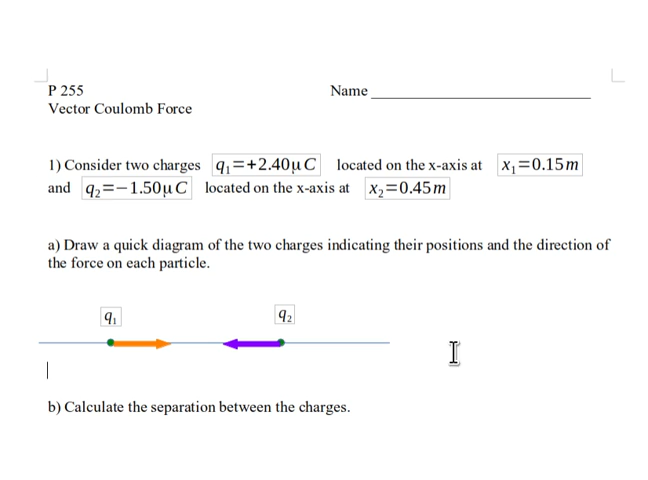 P 255 Name
Vector Coulomb Force
1) Consider two charges q₁=+2.40μC located on the x-axis at x₁=0.15m
and q₂=−1.50μC located on the x-axis at x₂=0.45m
a) Draw a quick diagram of the two charges indicating their positions and the direction of
the force on each particle.
q₁ q₂
b) Calculate the separation between the charges.